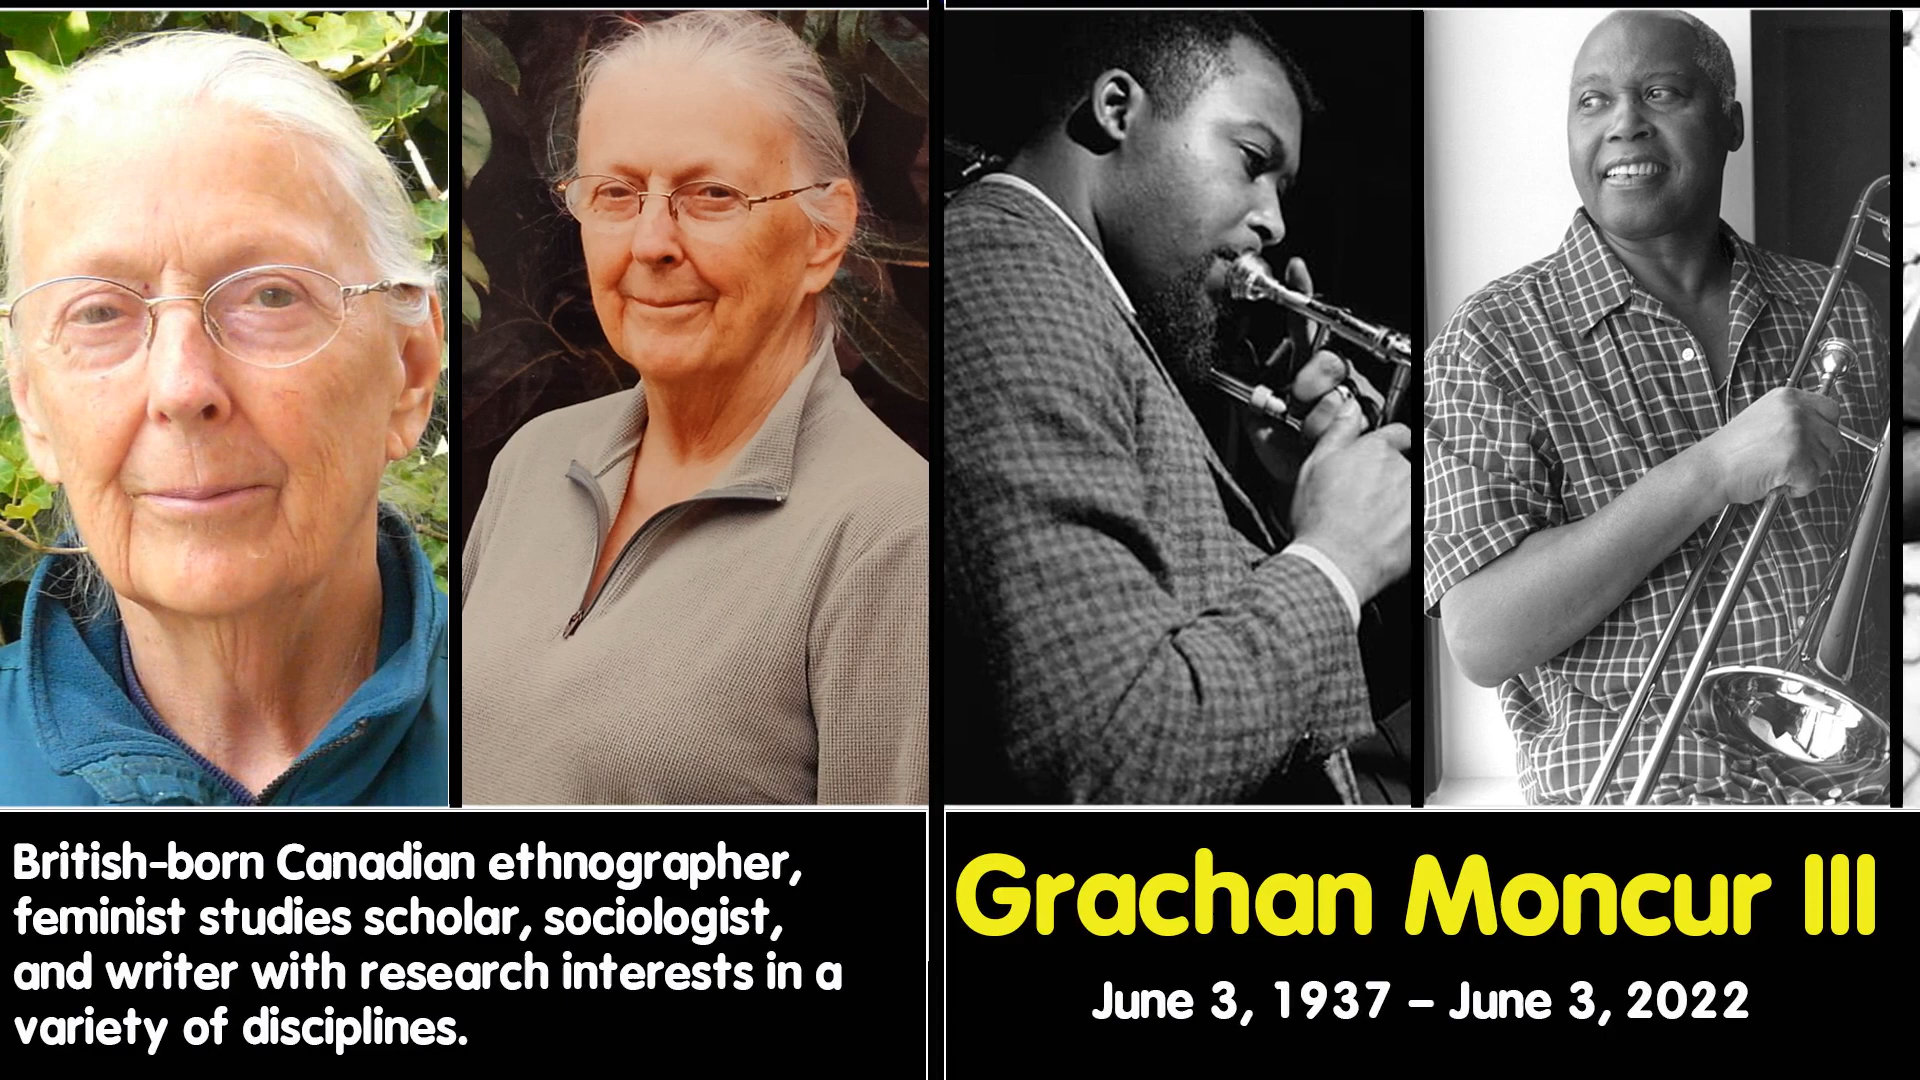 British-born Canadian ethnographer,
feminist studies scholar, sociologist,
and writer with research interests in a
variety of disciplines.
Grachan Moncur III
June 3, 1937 – June 3, 2022